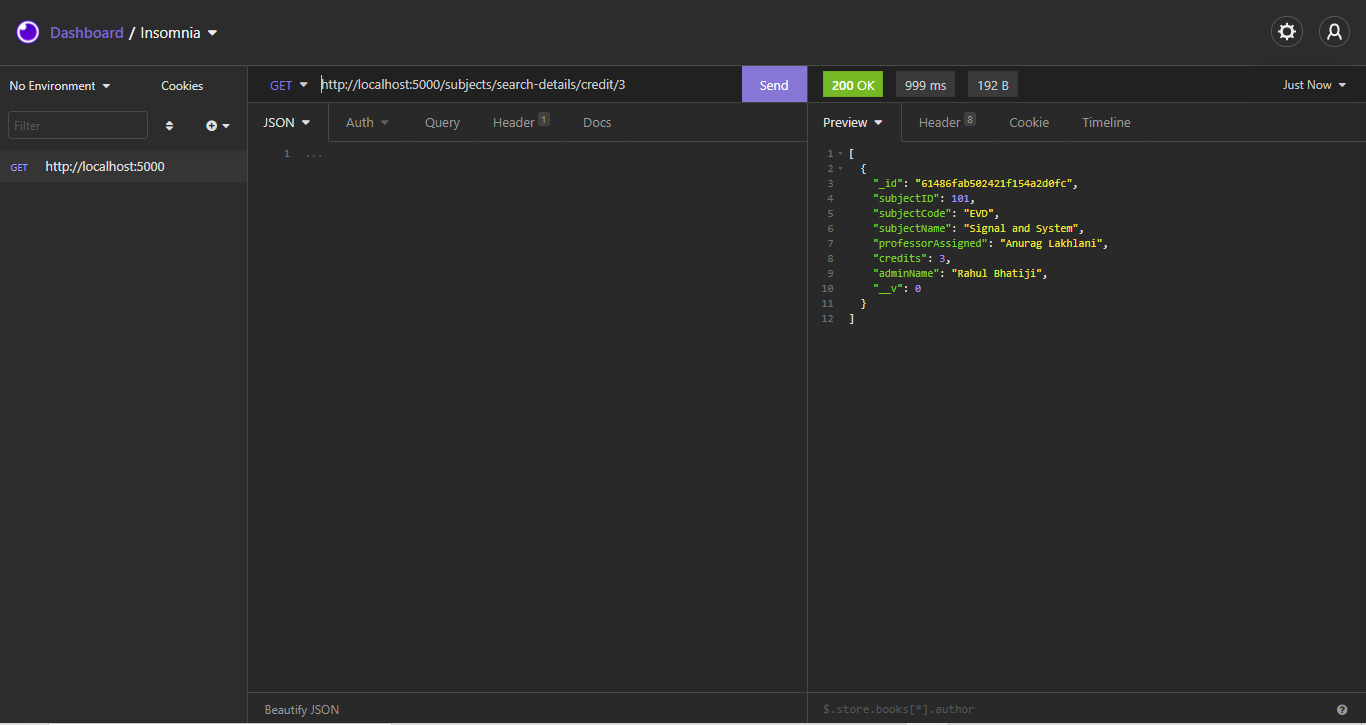 Dashboard / Insomnia
No Environment Cookies
GET http://localhost:5000/subjects/search-details/credit/3 Send
200 OK 999 ms 192 B Just Now
Filter
JSON Auth Query Header 1 Docs
Preview Header 8 Cookie Timeline
GET http://localhost:5000
1 ...
1 [
2 {
3 "_id": "61486fab502421f154a2d0fc",
4 "subjectID": 101,
5 "subjectCode": "EVD",
6 "subjectName": "Signal and System",
7 "professorAssigned": "Anurag Lakhlani",
8 "credits": 3,
9 "adminName": "Rahul Bhatiji",
10 "__v": 0
11 }
12 ]
Beautify JSON
$.store.books[*].author
?